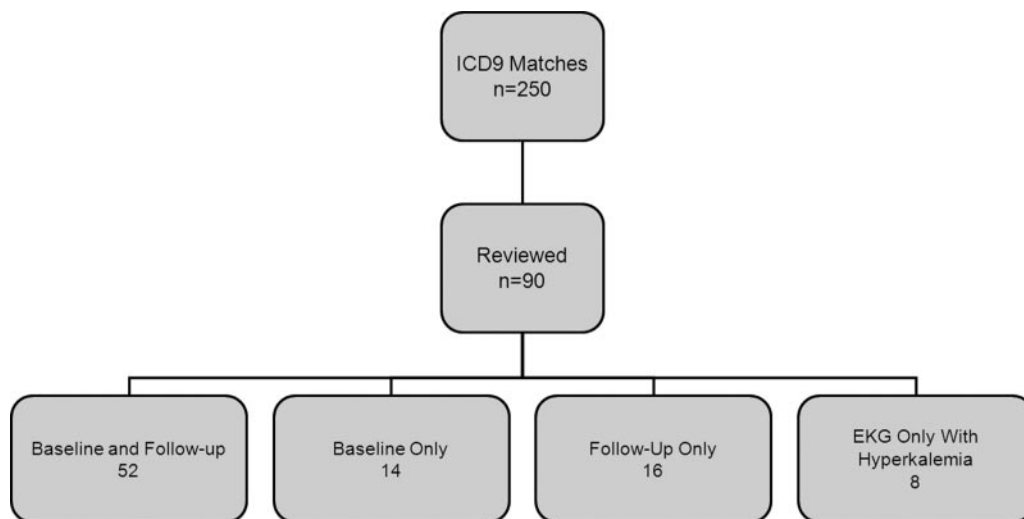 ICD9 Matches
n=250
Reviewed
n=90
Baseline and Follow-up
52
Baseline Only
14
Follow-Up Only
16
EKG Only With
Hyperkalemia
8